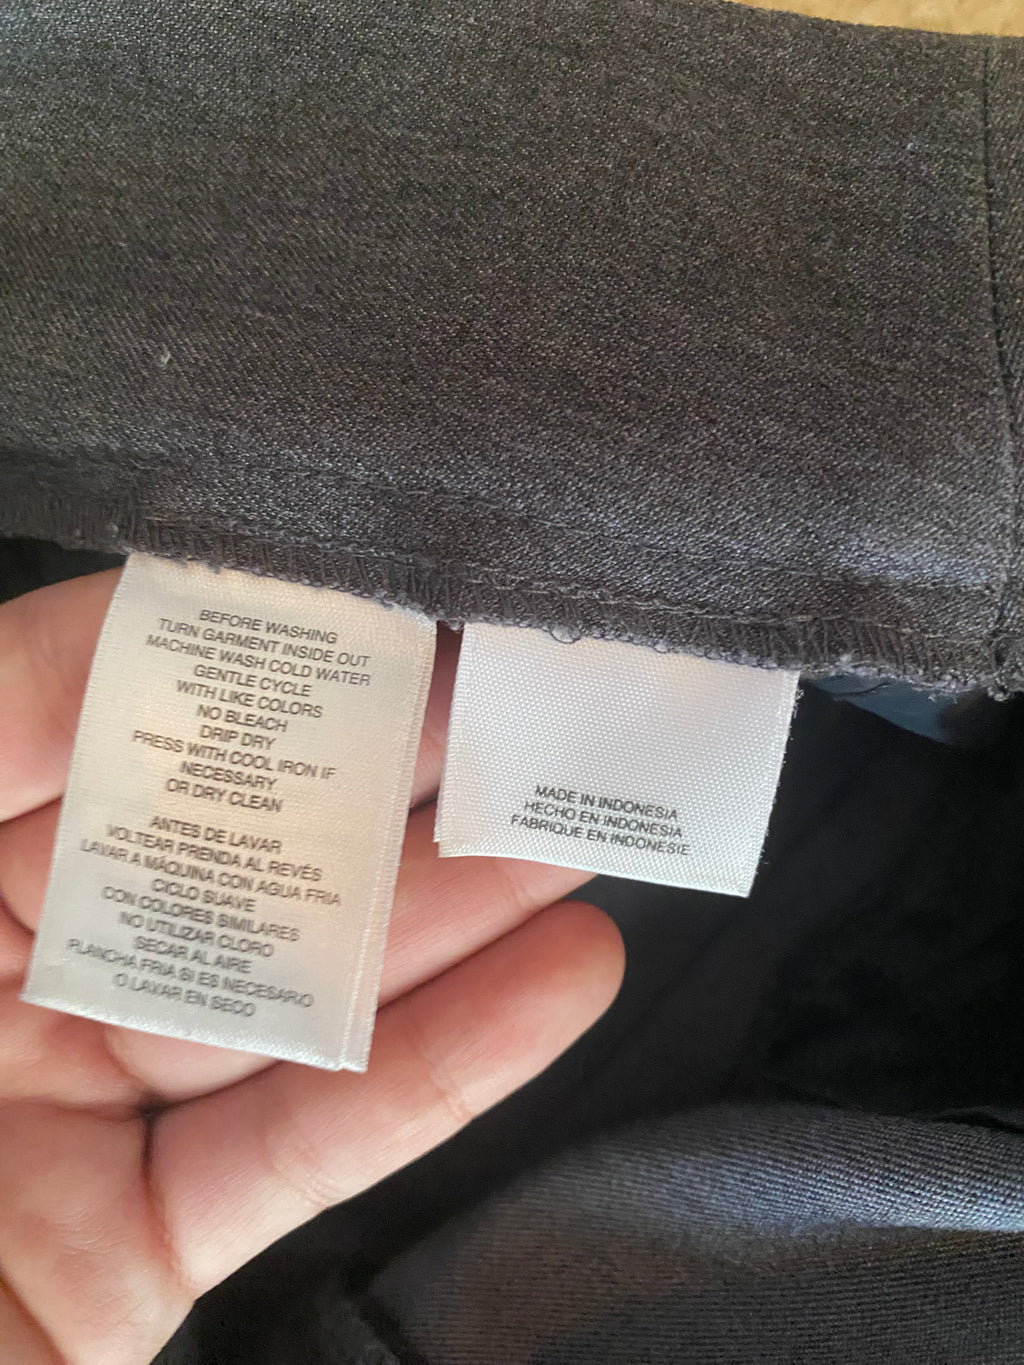 BEFORE WASHING
TURN GARMENT INSIDE OUT
MACHINE WASH COLD WATER
GENTLE CYCLE
WITH LIKE COLORS
NO BLEACH
DRIP DRY
PRESS WITH COOL IRON IF
NECESSARY
OR DRY CLEAN
ANTES DE LAVAR
VOLTEAR PRENDA AL REVÉS
LAVAR A MÁQUINA CON AGUA FRIA
CICLO SUAVE
CON COLORES SIMILARES
NO UTILIZAR CLORO
SECAR AL AIRE
PLANCHA FRIA SI ES NECESARIO
O LAVAR EN SECO
MADE IN INDONESIA
HECHO EN INDONESIA
FABRIQUE EN INDONESIE